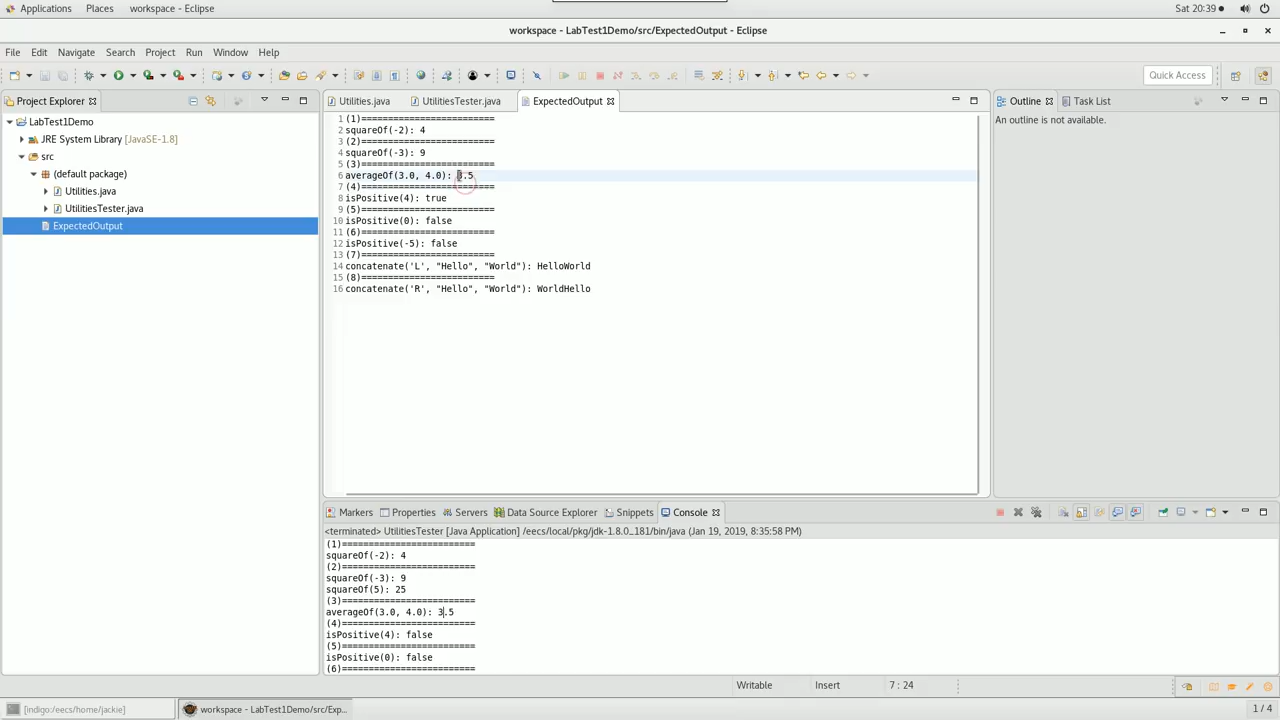 Applications Places workspace - Eclipse Sat 20:39
workspace - LabTest1Demo/src/ExpectedOutput - Eclipse
File Edit Navigate Search Project Run Window Help
Quick Access
Project Explorer
LabTest1Demo
JRE System Library [JavaSE-1.8]
src
(default package)
Utilities.java
UtilitiesTester.java
ExpectedOutput
Utilities.java UtilitiesTester.java ExpectedOutput
1 (1)=========================
2 squareOf(-2): 4
3 (2)=========================
4 squareOf(-3): 9
5 (3)=========================
6 averageOf(3.0, 4.0): 3.5
7 (4)=========================
8 isPositive(4): true
9 (5)=========================
10 isPositive(0): false
11 (6)=========================
12 isPositive(-5): false
13 (7)=========================
14 concatenate('L', "Hello", "World"): HelloWorld
15 (8)=========================
16 concatenate('R', "Hello", "World"): WorldHello
Outline Task List
An outline is not available.
Markers Properties Servers Data Source Explorer Snippets Console
<terminated> UtilitiesTester [Java Application] /eecs/local/pkg/jdk-1.8.0_181/bin/java (Jan 19, 2019, 8:35:58 PM)
(1)=========================
squareOf(-2): 4
(2)=========================
squareOf(-3): 9
squareOf(5): 25
(3)=========================
averageOf(3.0, 4.0): 3.5
(4)=========================
isPositive(4): false
(5)=========================
isPositive(0): false
(6)=========================
Writable Insert 7 : 24
[indigo:/eecs/home/jackie] workspace - LabTest1Demo/src/Exp... 1 / 4